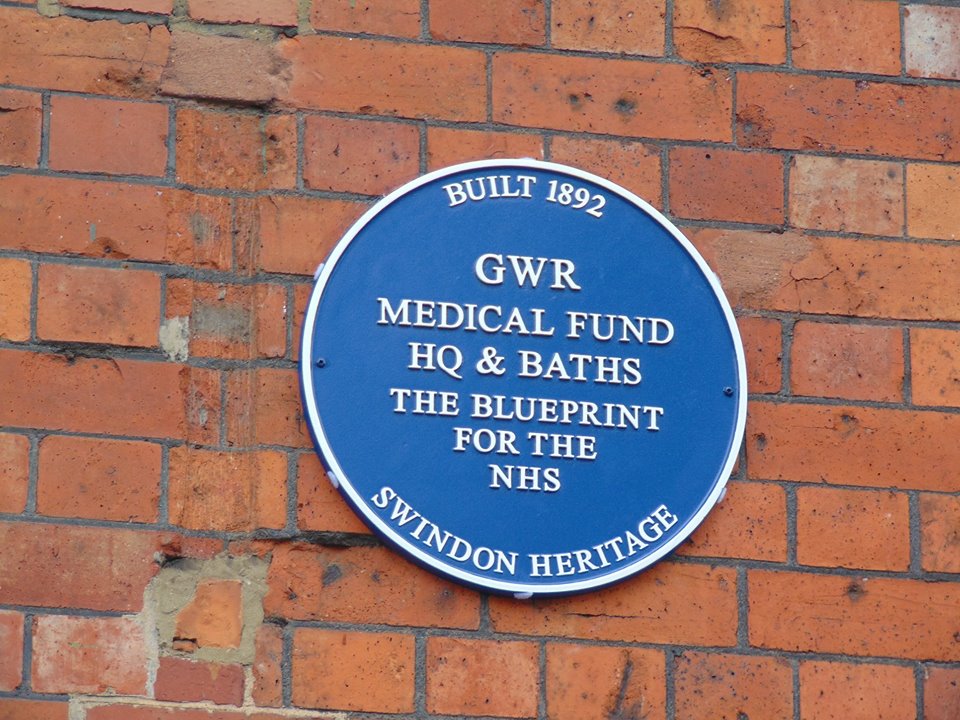 BUILT 1892
GWR
MEDICAL FUND
HQ & BATHS
THE BLUEPRINT
FOR THE
NHS
SWINDON HERITAGE